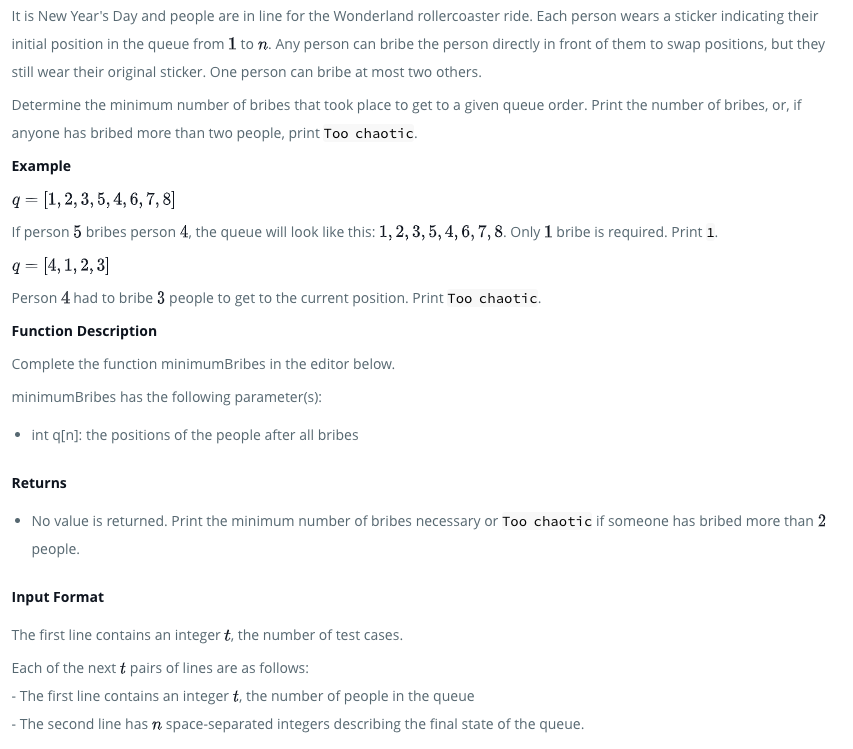 It is New Year's Day and people are in line for the Wonderland rollercoaster ride. Each person wears a sticker indicating their
initial position in the queue from 1 to n. Any person can bribe the person directly in front of them to swap positions, but they
still wear their original sticker. One person can bribe at most two others.
Determine the minimum number of bribes that took place to get to a given queue order. Print the number of bribes, or, if
anyone has bribed more than two people, print Too chaotic.
Example
q = [1, 2, 3, 5, 4, 6, 7, 8]
If person 5 bribes person 4, the queue will look like this: 1, 2, 3, 5, 4, 6, 7, 8. Only 1 bribe is required. Print 1.
q = [4, 1, 2, 3]
Person 4 had to bribe 3 people to get to the current position. Print Too chaotic.
Function Description
Complete the function minimumBribes in the editor below.
minimumBribes has the following parameter(s):
• int q[n]: the positions of the people after all bribes
Returns
• No value is returned. Print the minimum number of bribes necessary or Too chaotic if someone has bribed more than 2
people.
Input Format
The first line contains an integer t, the number of test cases.
Each of the next t pairs of lines are as follows:
- The first line contains an integer t, the number of people in the queue
- The second line has n space-separated integers describing the final state of the queue.